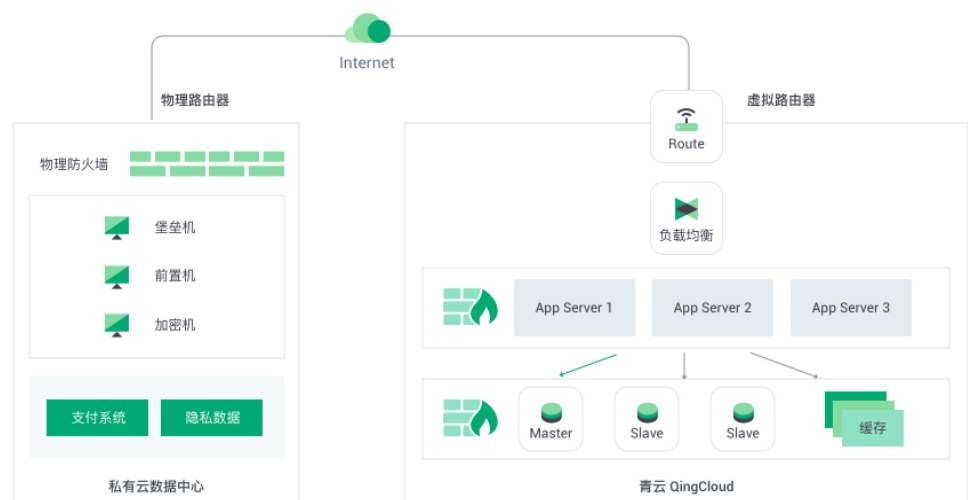 Internet
物理路由器
虚拟路由器
Route
物理防火墙
堡垒机
前置机
加密机
支付系统
隐私数据
私有云数据中心
负载均衡
App Server 1
App Server 2
App Server 3
Master
Slave
Slave
缓存
青云 QingCloud